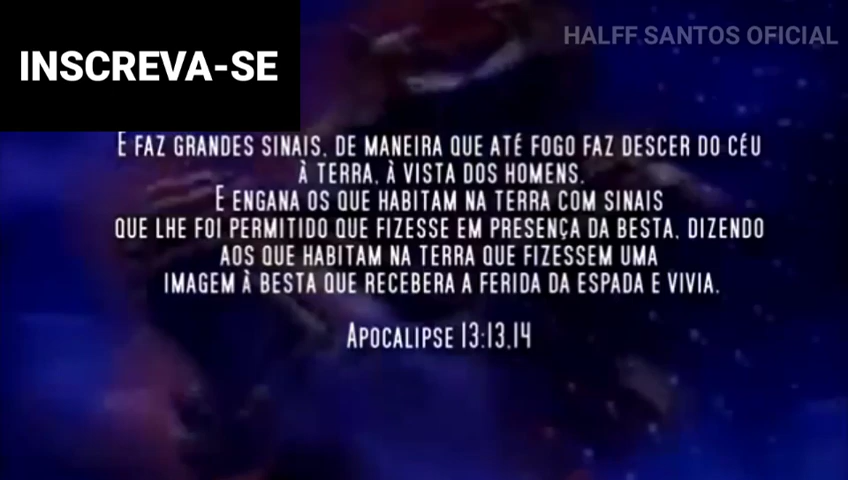 INSCREVA-SE
HALFF SANTOS OFICIAL
E FAZ GRANDES SINAIS, DE MANEIRA QUE ATÉ FOGO FAZ DESCER DO CÉU
À TERRA, À VISTA DOS HOMENS.
E ENGANA OS QUE HABITAM NA TERRA COM SINAIS
QUE LHE FOI PERMITIDO QUE FIZESSE EM PRESENÇA DA BESTA, DIZENDO
AOS QUE HABITAM NA TERRA QUE FIZESSEM UMA
IMAGEM À BESTA QUE RECEBERA A FERIDA DA ESPADA E VIVIA.
APOCALIPSE 13:13,14